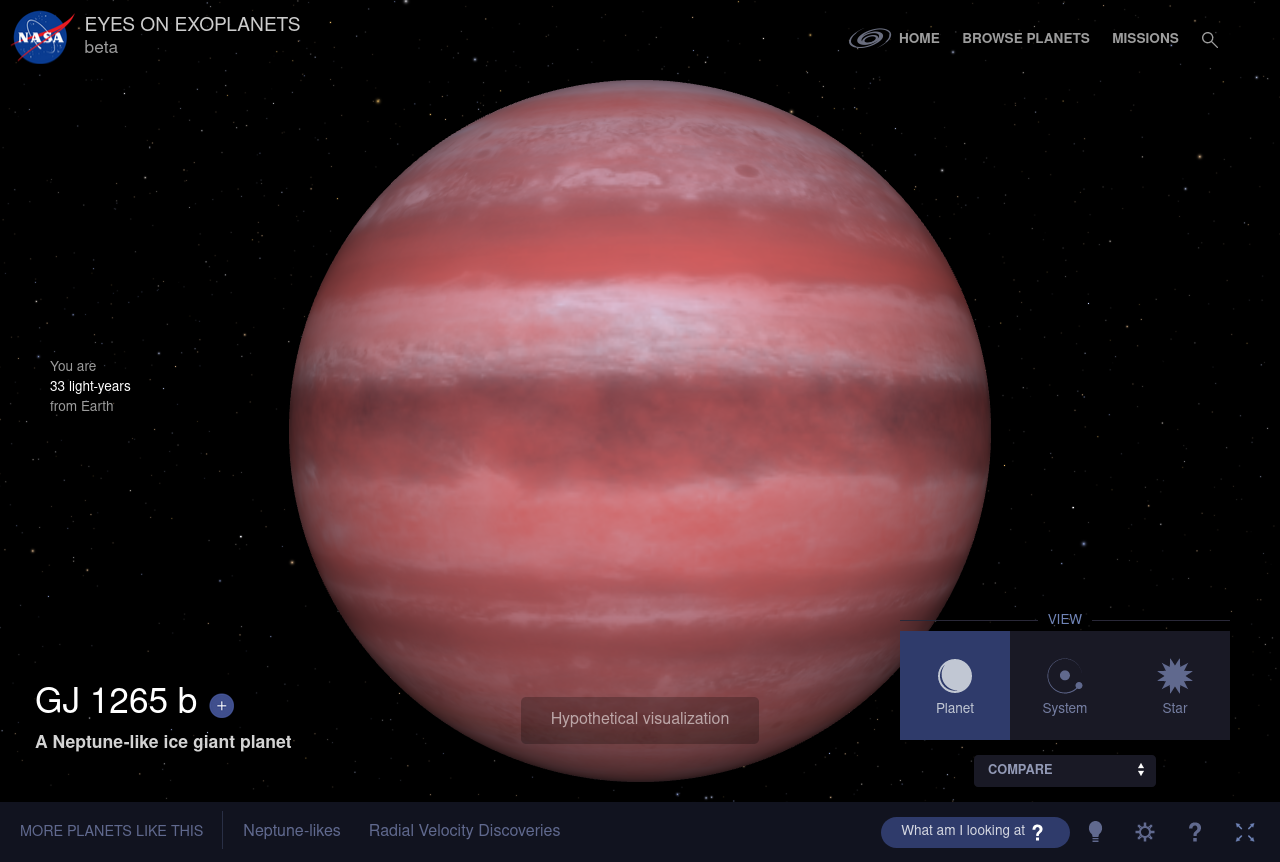 NASA
EYES ON EXOPLANETS
beta
HOME
BROWSE PLANETS
MISSIONS
You are
33 light-years
from Earth
GJ 1265 b +
A Neptune-like ice giant planet
Hypothetical visualization
VIEW
Planet
System
Star
COMPARE
MORE PLANETS LIKE THIS
Neptune-likes
Radial Velocity Discoveries
What am I looking at ?
?